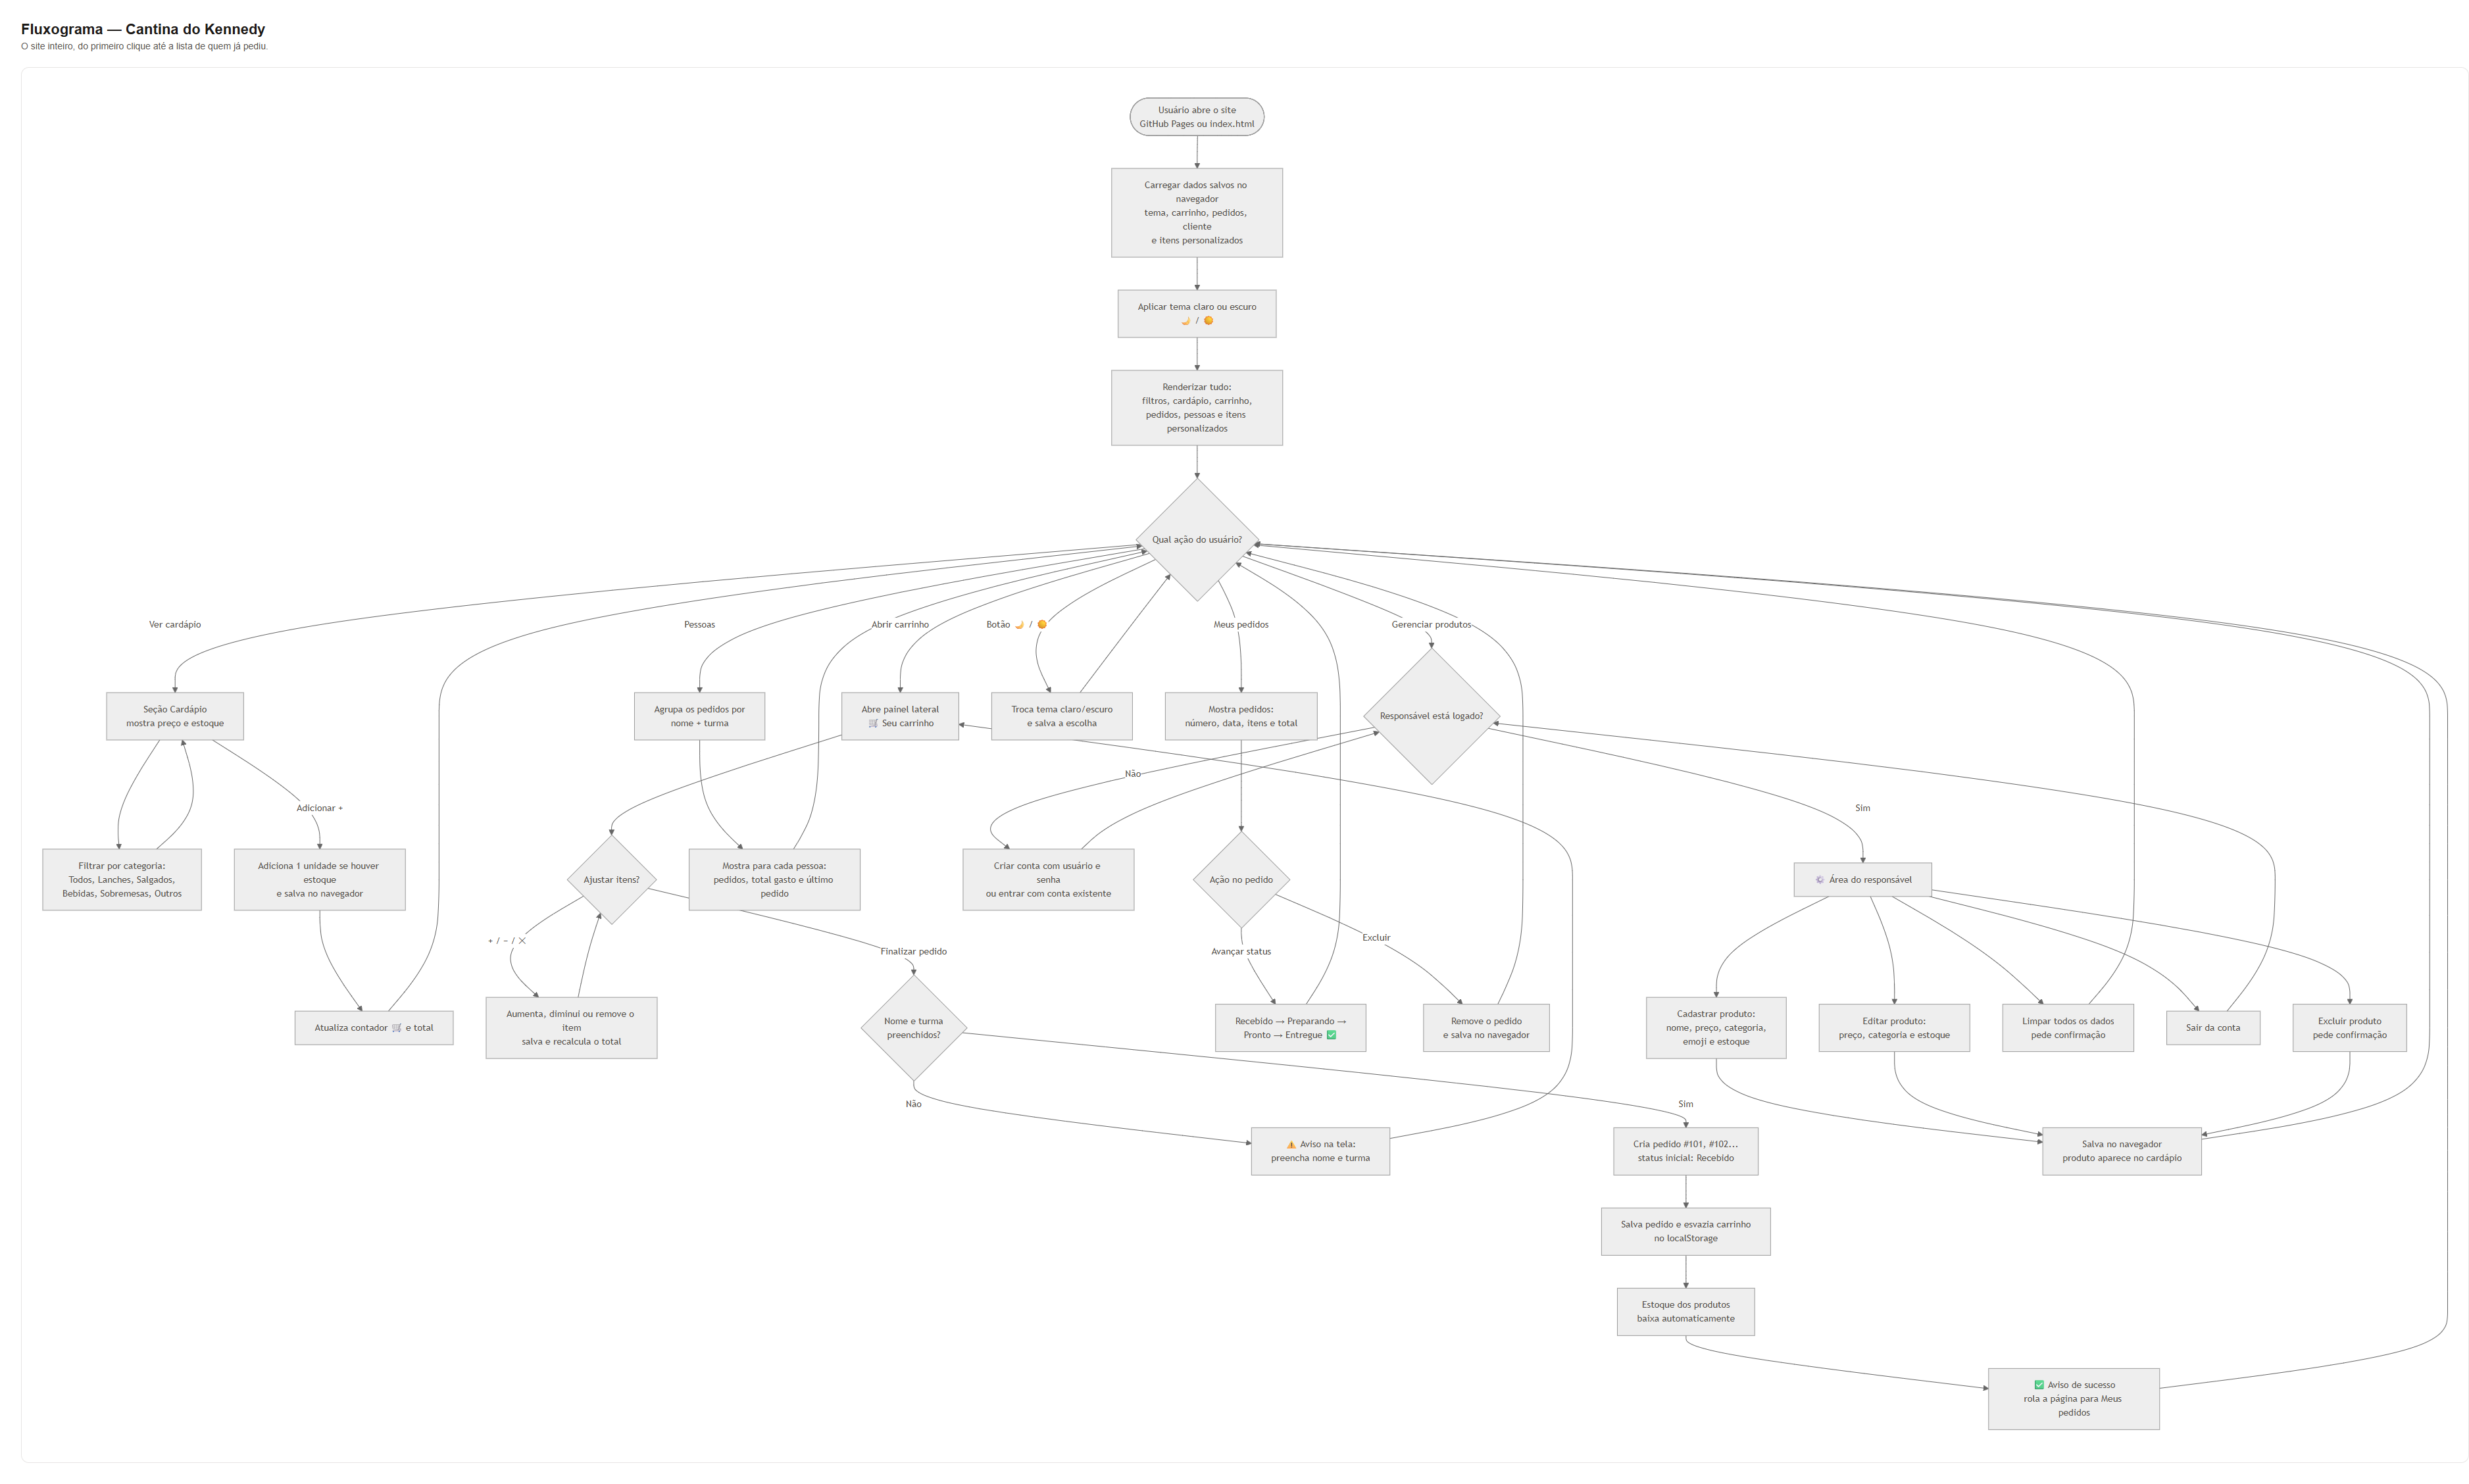 Fluxograma — Cantina do Kennedy
O site inteiro, do primeiro clique até a lista de quem já pediu.
Usuário abre o site
GitHub Pages ou index.html
Carregar dados salvos no
navegador
tema, carrinho, pedidos,
cliente
e itens personalizados
Aplicar tema claro ou escuro
🌙 / ☀️
Renderizar tudo:
filtros, cardápio, carrinho,
pedidos, pessoas e itens
personalizados
Qual ação do usuário?
Ver cardápio
Pessoas
Abrir carrinho
Botão 🌙 / ☀️
Meus pedidos
Gerenciar produtos
Seção Cardápio
mostra preço e estoque
Agrupa os pedidos por
nome + turma
Abre painel lateral
🛒 Seu carrinho
Troca tema claro/escuro
e salva a escolha
Mostra pedidos:
número, data, itens e total
Responsável está logado?
Não
Adicionar +
Sim
Filtrar por categoria:
Todos, Lanches, Salgados,
Bebidas, Sobremesas, Outros
Adiciona 1 unidade se houver
estoque
e salva no navegador
Ajustar itens?
Mostra para cada pessoa:
pedidos, total gasto e último
pedido
Criar conta com usuário e
senha
ou entrar com conta existente
Ação no pedido
⚙️ Área do responsável
+ / − / ✕
Finalizar pedido
Avançar status
Excluir
Atualiza contador 🛒 e total
Aumenta, diminui ou remove o
item
salva e recalcula o total
Nome e turma
preenchidos?
Recebido → Preparando →
Pronto → Entregue ✅
Remove o pedido
e salva no navegador
Cadastrar produto:
nome, preço, categoria,
emoji e estoque
Editar produto:
preço, categoria e estoque
Limpar todos os dados
pede confirmação
Sair da conta
Excluir produto
pede confirmação
Não
Sim
⚠️ Aviso na tela:
preencha nome e turma
Cria pedido #101, #102...
status inicial: Recebido
Salva no navegador
produto aparece no cardápio
Salva pedido e esvazia carrinho
no localStorage
Estoque dos produtos
baixa automaticamente
✅ Aviso de sucesso
rola a página para Meus
pedidos